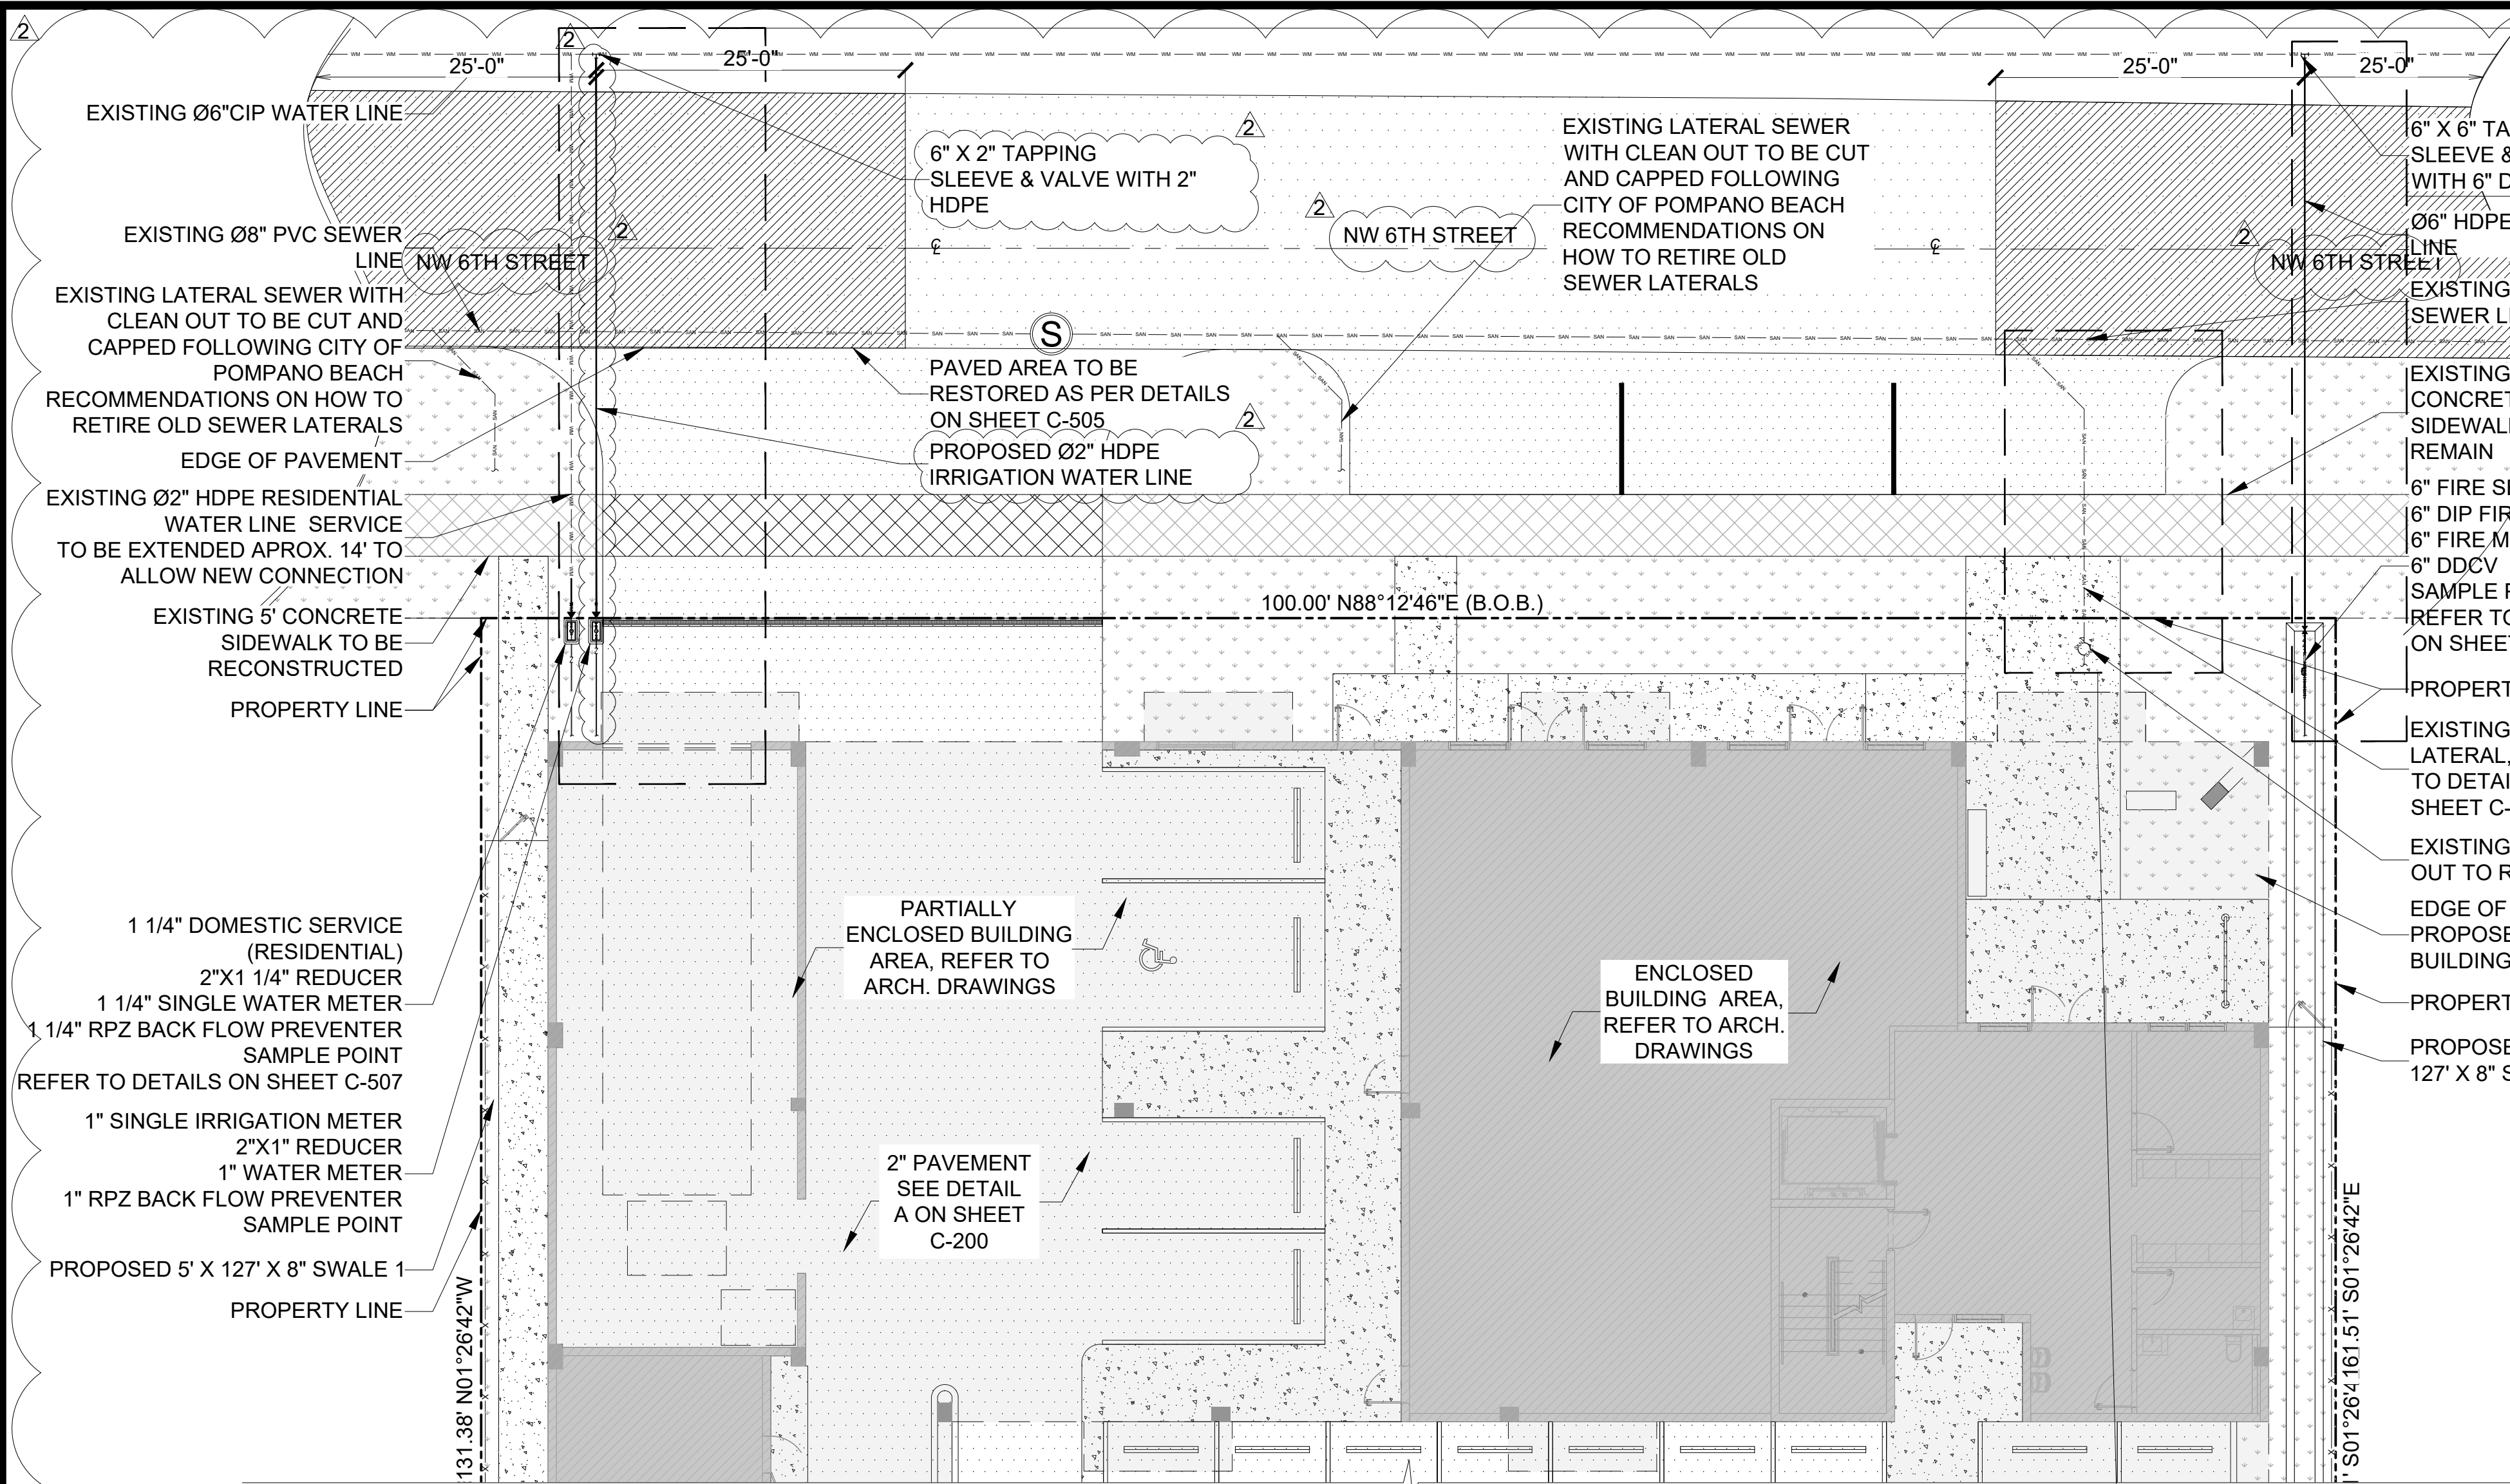 2
2
25'-0"
25'-0"
25'-0"
25'-0"
EXISTING Ø6"CIP WATER LINE
EXISTING Ø8" PVC SEWER
LINE
NW 6TH STREET
2
EXISTING LATERAL SEWER WITH
CLEAN OUT TO BE CUT AND
CAPPED FOLLOWING CITY OF
POMPANO BEACH
RECOMMENDATIONS ON HOW TO
RETIRE OLD SEWER LATERALS
EDGE OF PAVEMENT
EXISTING Ø2" HDPE RESIDENTIAL
WATER LINE SERVICE
TO BE EXTENDED APROX. 14' TO
ALLOW NEW CONNECTION
EXISTING 5' CONCRETE
SIDEWALK TO BE
RECONSTRUCTED
PROPERTY LINE
1 1/4" DOMESTIC SERVICE
(RESIDENTIAL)
2"X1 1/4" REDUCER
1 1/4" SINGLE WATER METER
1 1/4" RPZ BACK FLOW PREVENTER
SAMPLE POINT
REFER TO DETAILS ON SHEET C-507
1" SINGLE IRRIGATION METER
2"X1" REDUCER
1" WATER METER
1" RPZ BACK FLOW PREVENTER
SAMPLE POINT
PROPOSED 5' X 127' X 8" SWALE 1
PROPERTY LINE
131.38' N01°26'42"W
2
6" X 2" TAPPING
SLEEVE & VALVE WITH 2"
HDPE
2
NW 6TH STREET
EXISTING LATERAL SEWER
WITH CLEAN OUT TO BE CUT
AND CAPPED FOLLOWING
CITY OF POMPANO BEACH
RECOMMENDATIONS ON
HOW TO RETIRE OLD
SEWER LATERALS
S
PAVED AREA TO BE
RESTORED AS PER DETAILS
ON SHEET C-505
2
PROPOSED Ø2" HDPE
IRRIGATION WATER LINE
100.00' N88°12'46"E (B.O.B.)
PARTIALLY
ENCLOSED BUILDING
AREA, REFER TO
ARCH. DRAWINGS
2" PAVEMENT
SEE DETAIL
A ON SHEET
C-200
ENCLOSED
BUILDING AREA,
REFER TO ARCH.
DRAWINGS
2
NW 6TH STREET
6" X 6" TA
SLEEVE &
WITH 6" D
Ø6" HDPE
LINE
EXISTING
SEWER LI
EXISTING
CONCRET
SIDEWALK
REMAIN
6" FIRE SE
6" DIP FIR
6" FIRE M
6" DDCV
SAMPLE P
REFER TO
ON SHEET
PROPERT
EXISTING
LATERAL,
TO DETAI
SHEET C-
EXISTING
OUT TO R
EDGE OF
PROPOSE
BUILDING
PROPERT
PROPOSE
127' X 8" S
161.51' S01°26'42"E